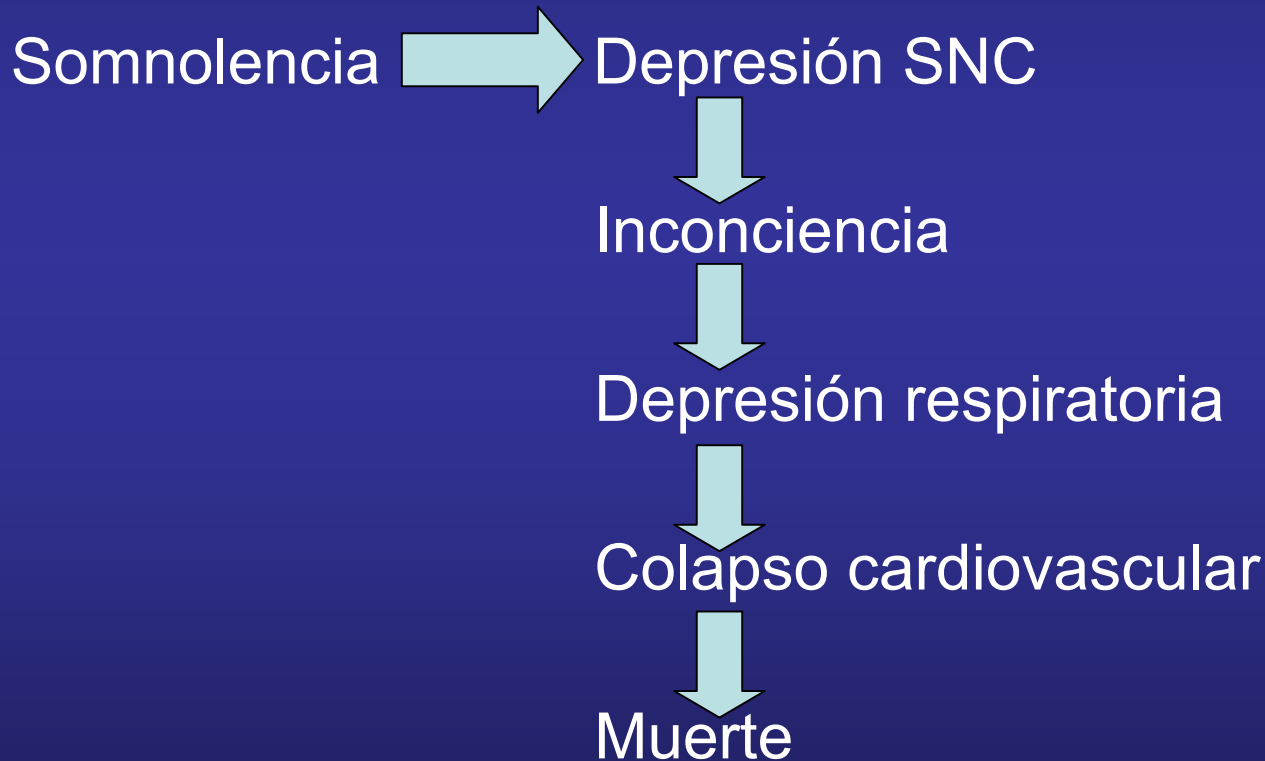 Somnolencia Depresión SNC
Inconciencia
Depresión respiratoria
Colapso cardiovascular
Muerte